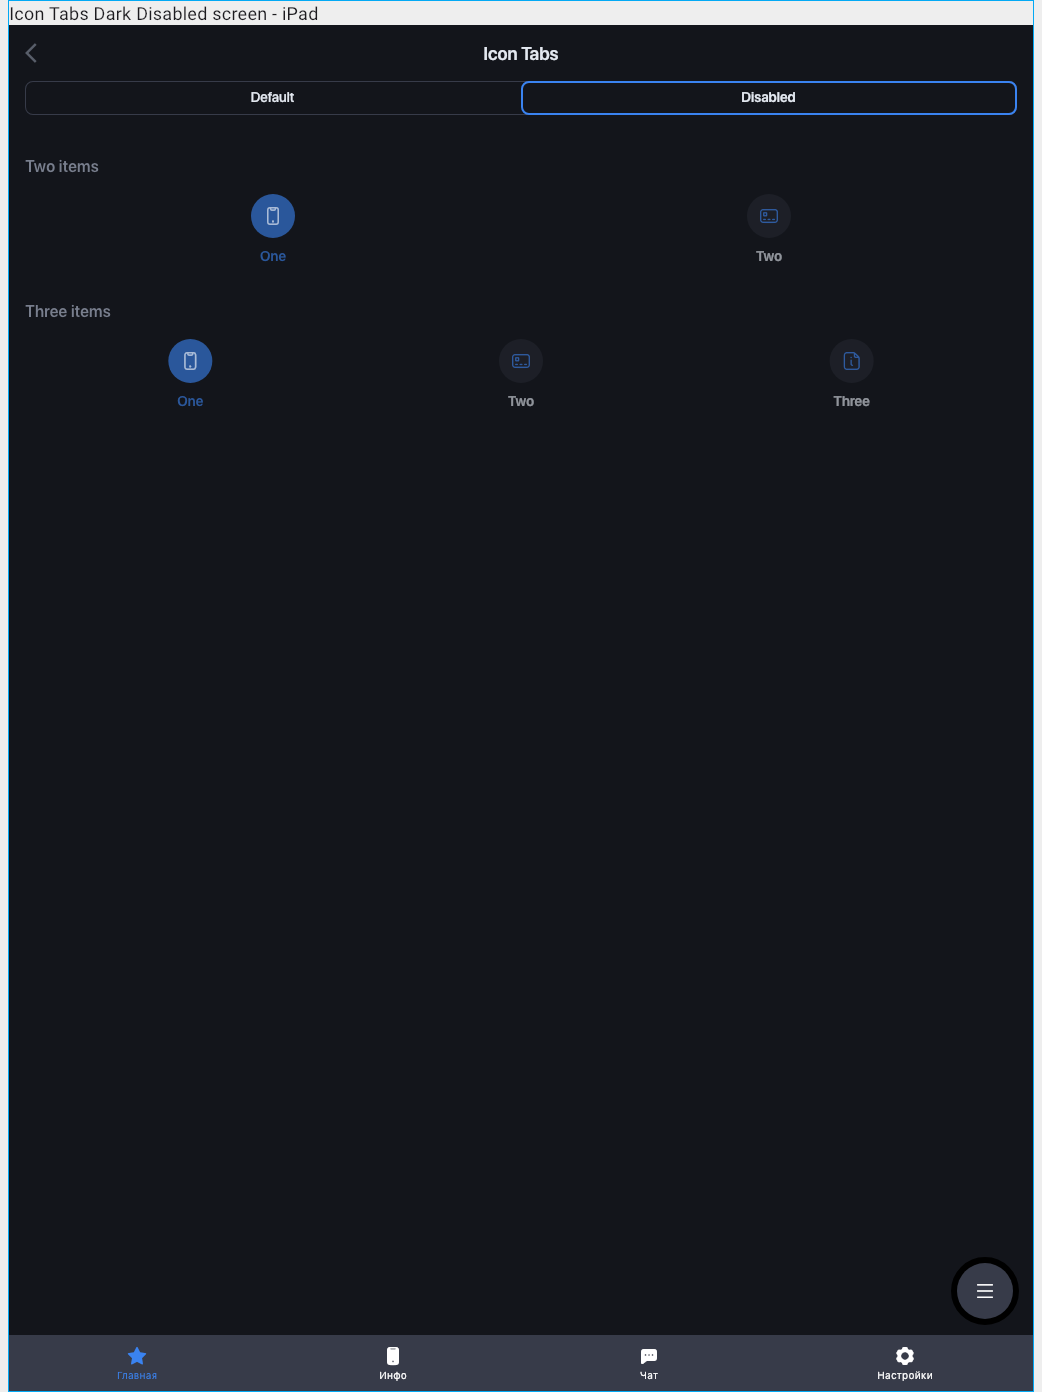 Icon Tabs Dark Disabled screen - iPad
Icon Tabs
Default Disabled
Two items
One Two
Three items
One Two Three
Главная Инфо Чат Настройки